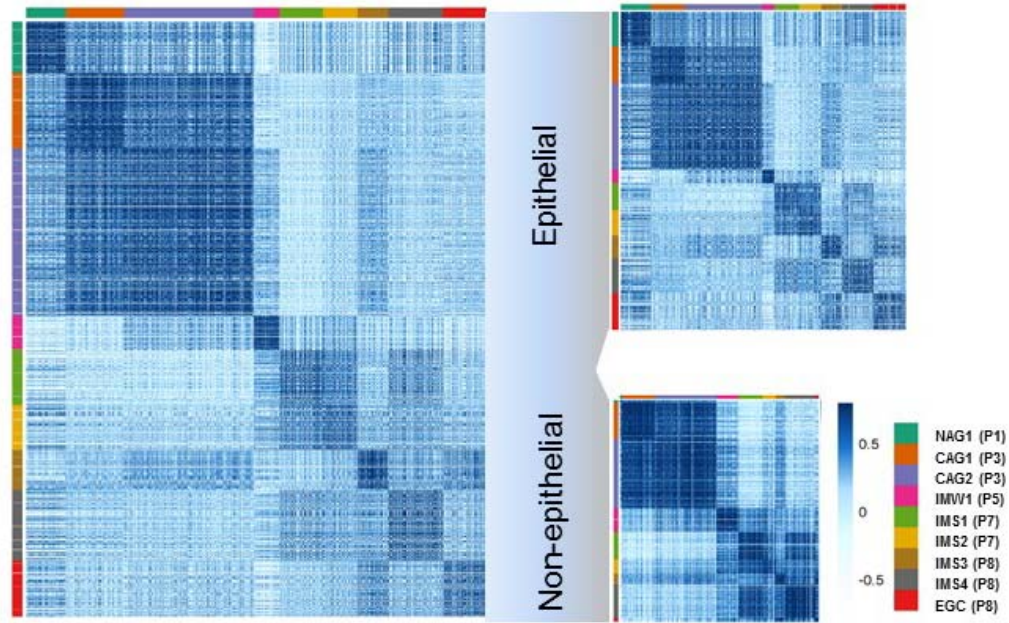 Epithelial
Non-epithelial
0.5
0
-0.5
NAG1 (P1)
CAG1 (P3)
CAG2 (P3)
IMW1 (P5)
IMS1 (P7)
IMS2 (P7)
IMS3 (P8)
IMS4 (P8)
EGC (P8)